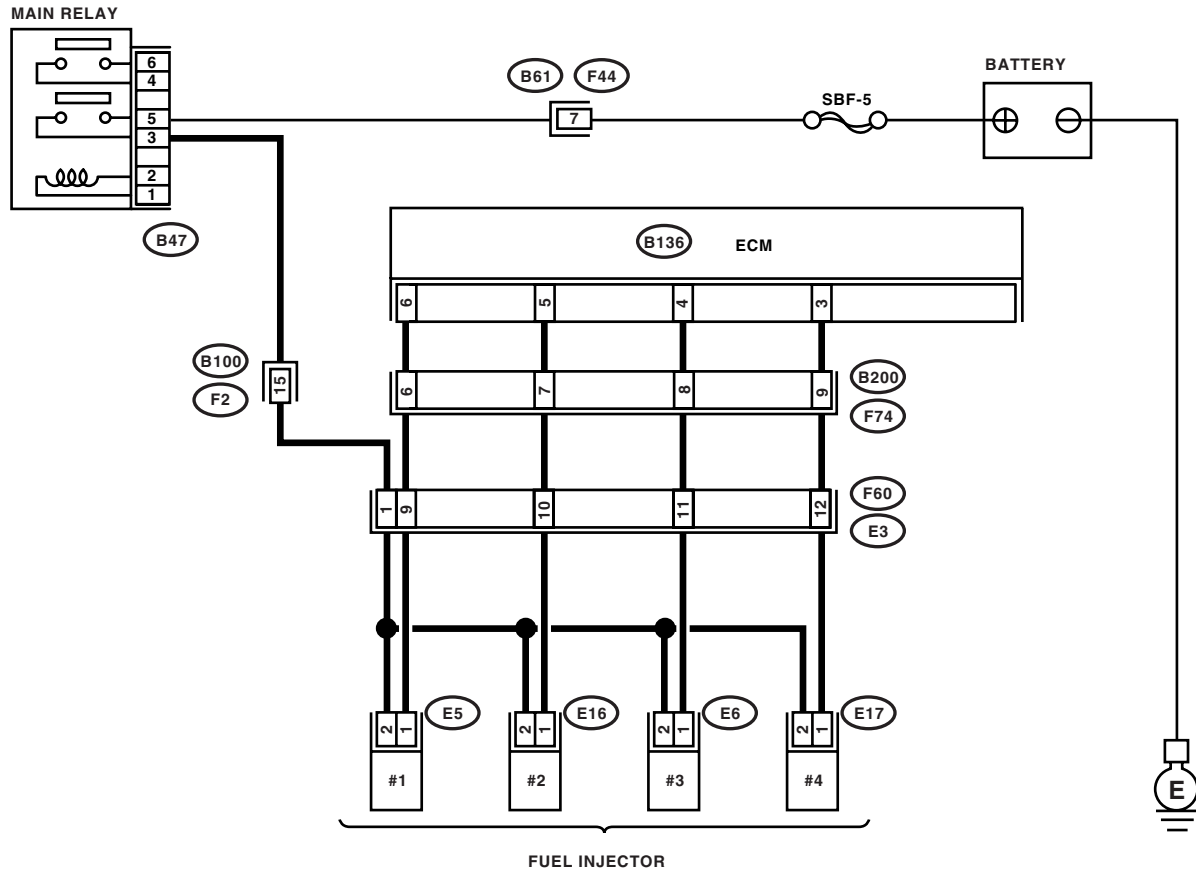 MAIN RELAY
6
4
5
3
2
1
B47
B61 F44
7
SBF-5
BATTERY
B136 ECM
6 5 4 3
B100
F2
15
6 7 8 9
B200
F74
1 9 10 11 12
F60
E3
2 1 E5
2 1 E16
2 1 E6
2 1 E17
#1 #2 #3 #4
E
FUEL INJECTOR